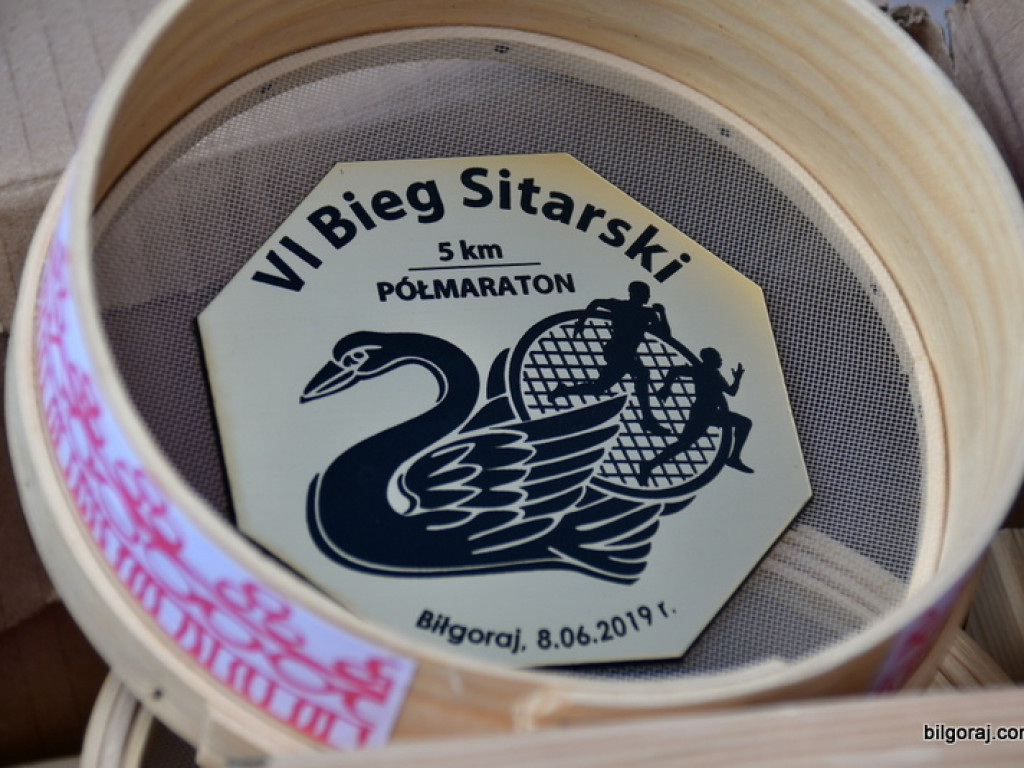 VI Bieg Sitarski
5 km
PÓŁMARATON
Biłgoraj, 8.06.2019 r.
bilgoraj.com